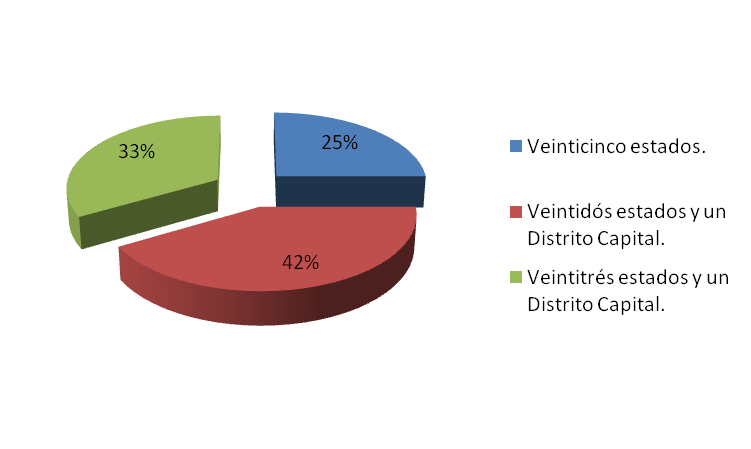 25%
33%
42%
Veinticinco estados.
Veintidós estados y un
Distrito Capital.
Veintitrés estados y un
Distrito Capital.